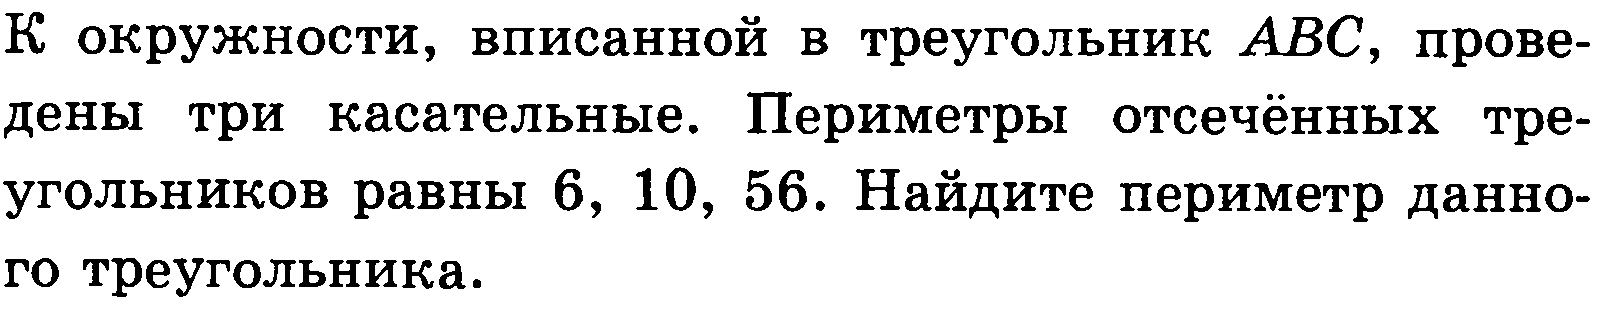 К окружности, вписанной в треугольник ABC, прове-
дены три касательные. Периметры отсечённых тре-
угольников равны 6, 10, 56. Найдите периметр данно-
го треугольника.